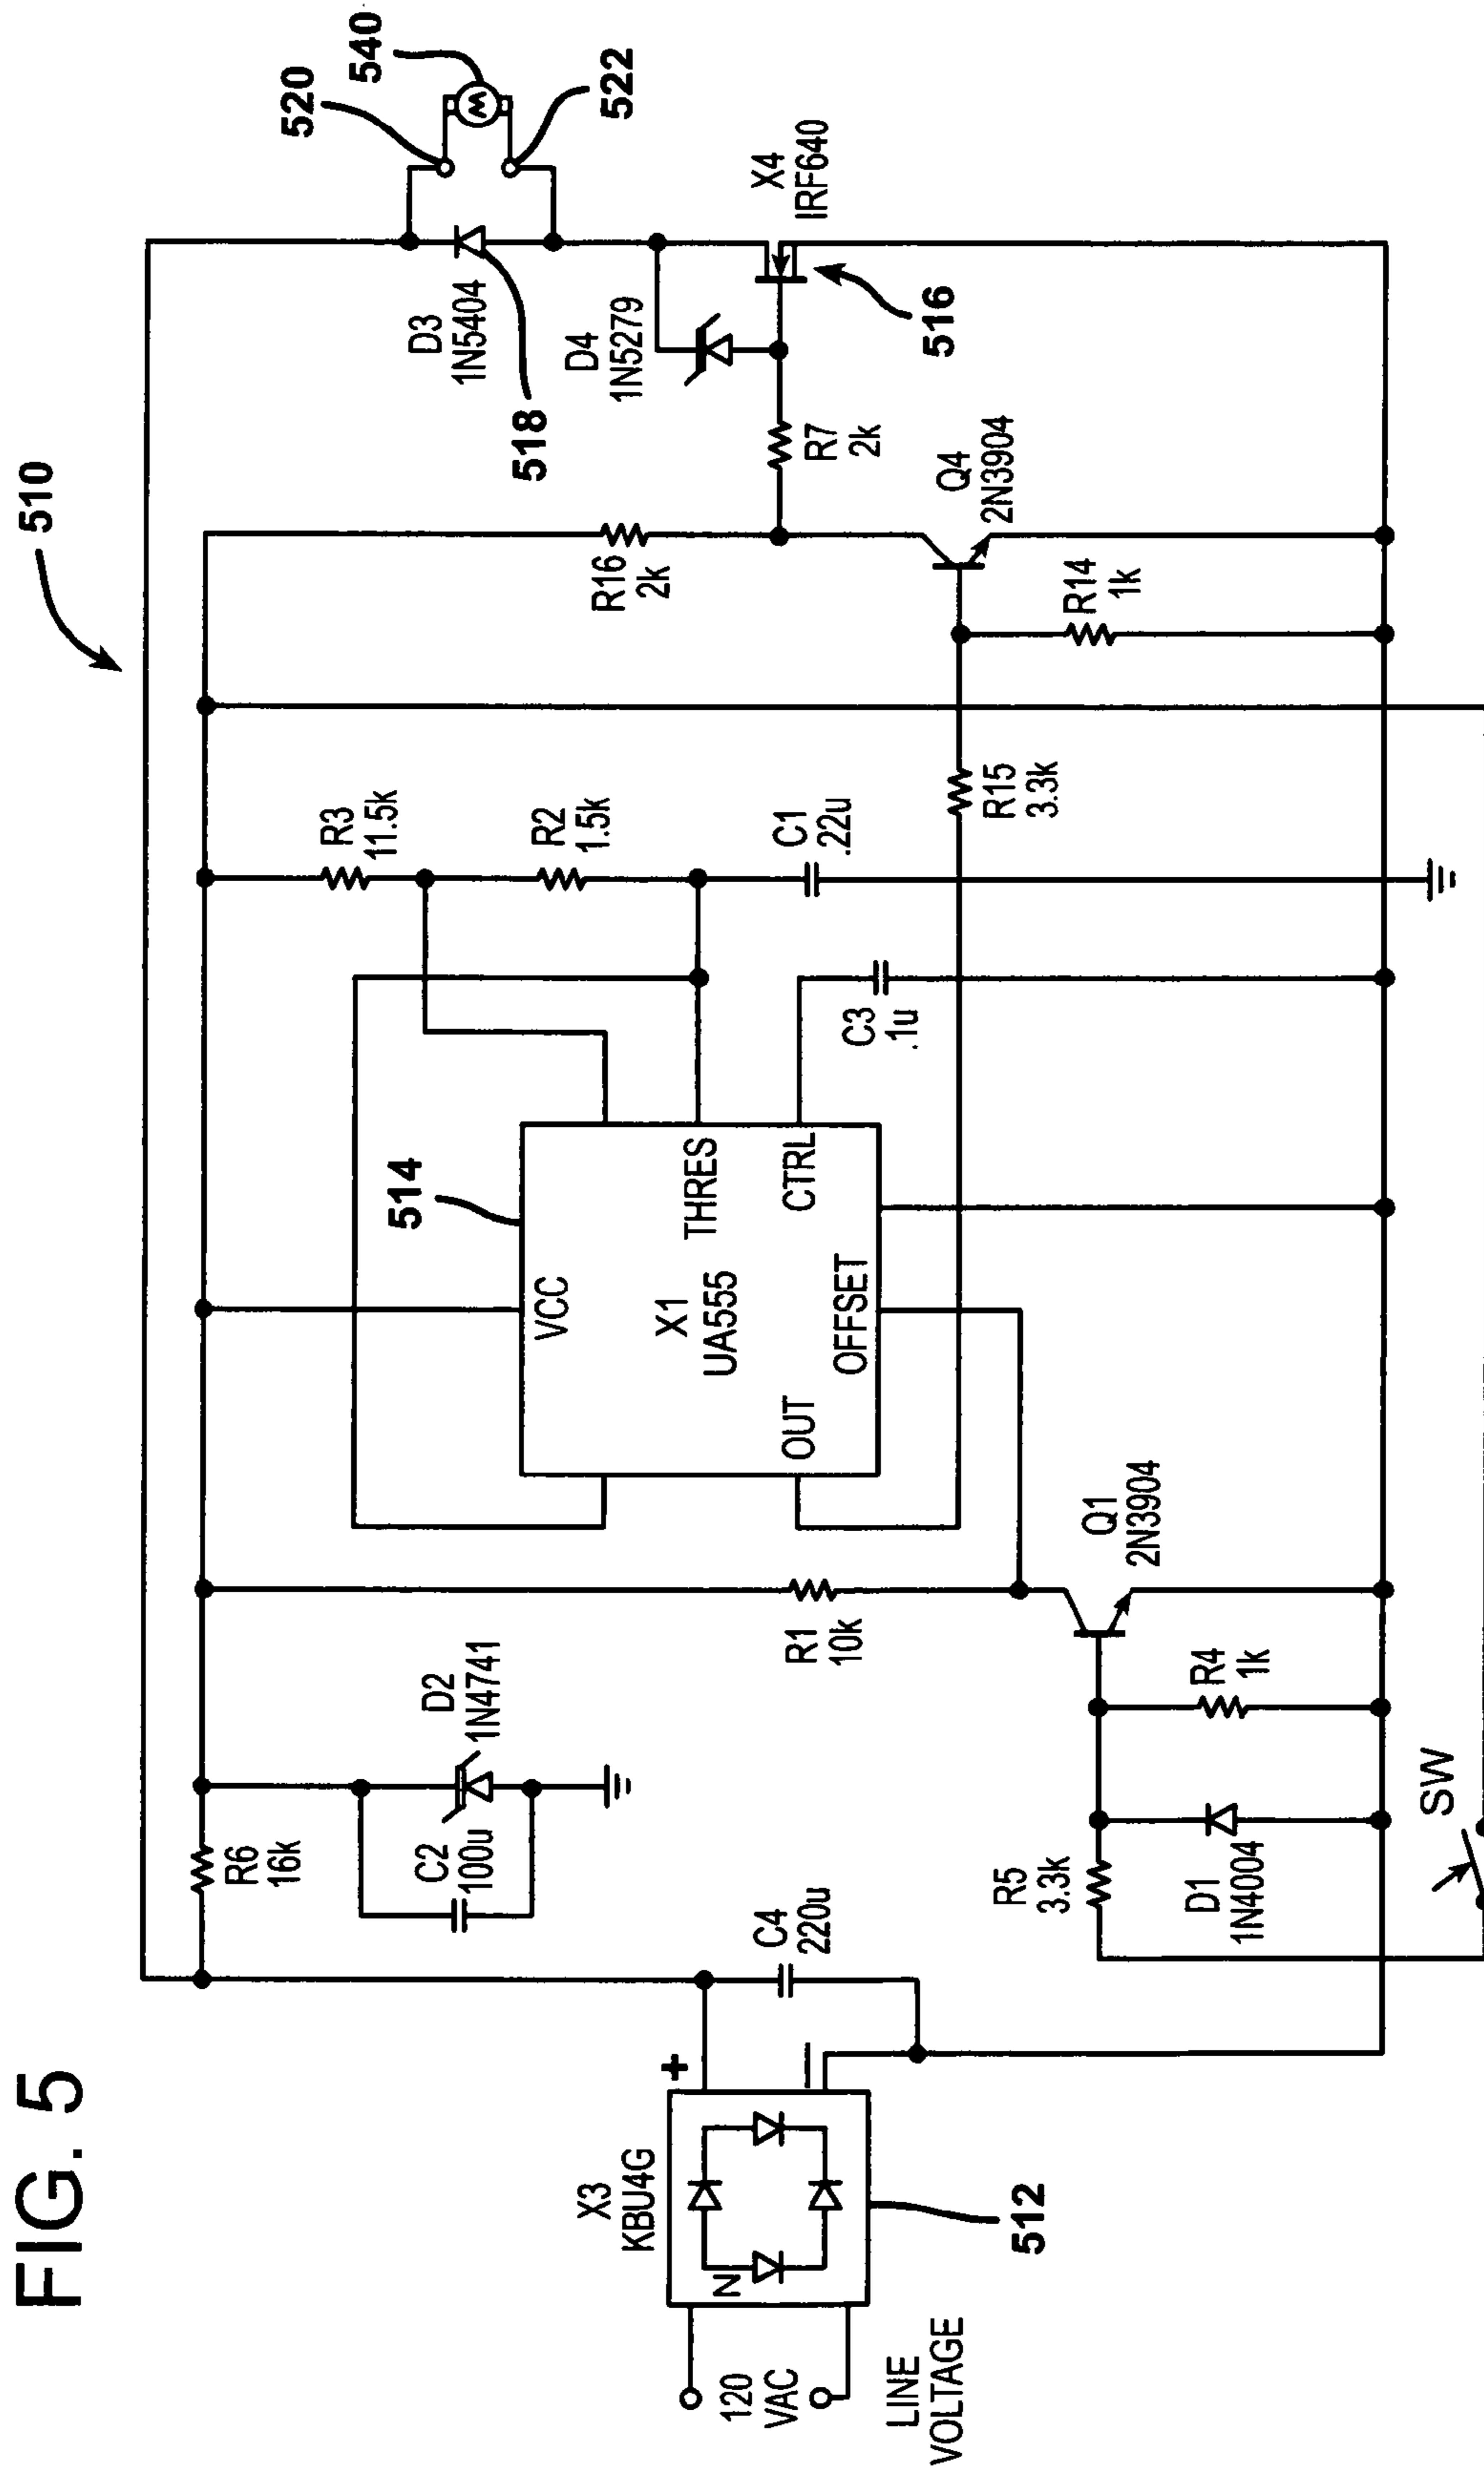 FIG. 5
510
120
VAC
LINE
VOLTAGE
X3
KBU4G
N
+
–
512
C4
220u
R6
16k
C2
100u
D2
1N4741
R5
3.3k
D1
1N4004
SW
R4
1k
Q1
2N3904
R1
10k
514
VCC
THRES
X1
UA555
CTRL
OUT
OFFSET
C3
.1u
R3
11.5k
R2
1.5k
C1
.22u
R15
3.3k
R14
1k
Q4
2N3904
R16
2k
R7
2k
D3
1N5404
518
D4
1N5279
516
X4
IRF640
520
540
M
522